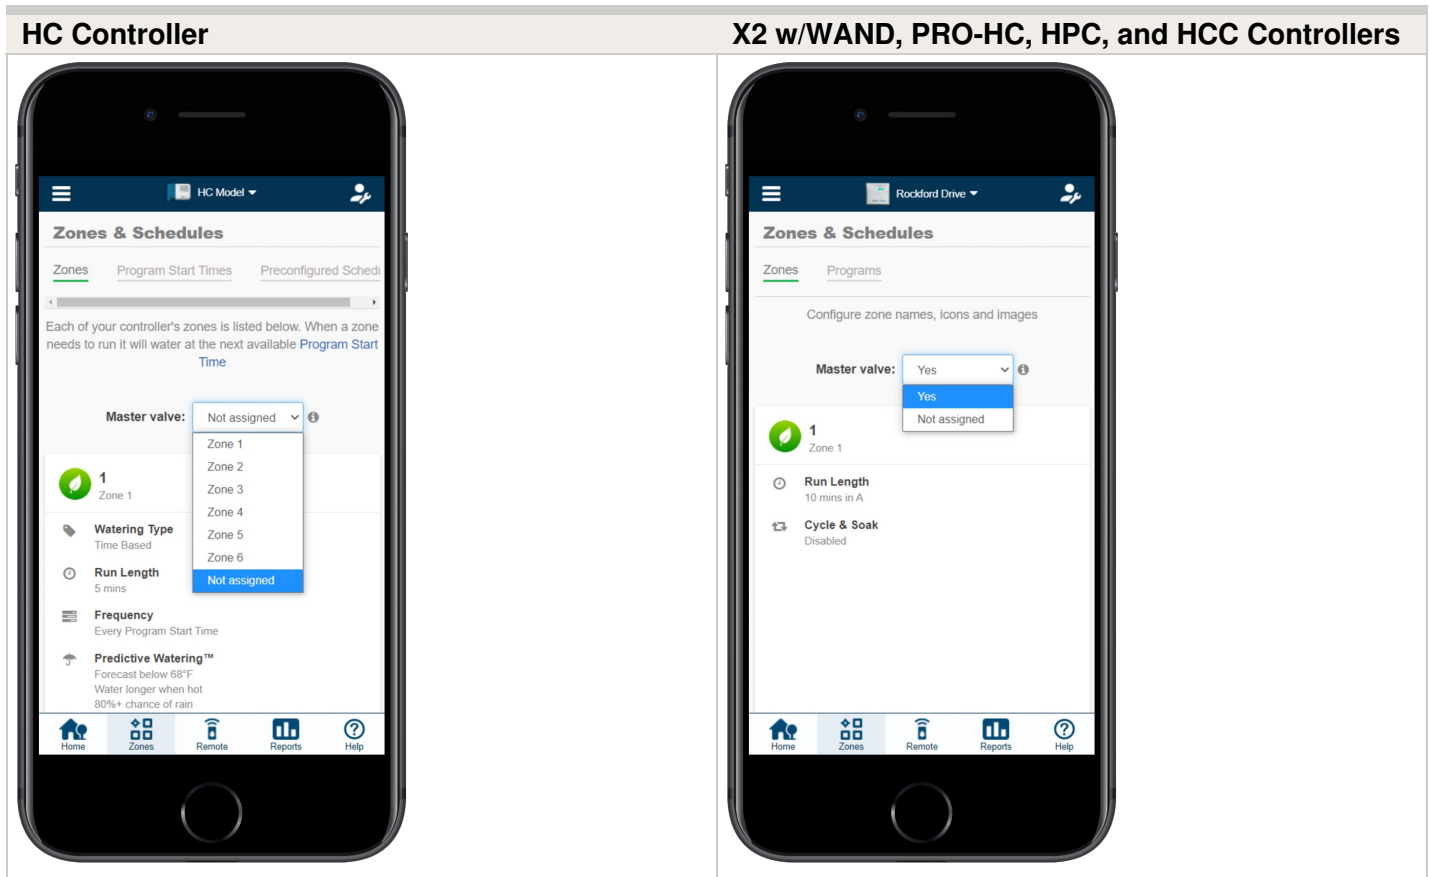 HC Controller
X2 w/WAND, PRO-HC, HPC, and HCC Controllers
HC Model
Zones & Schedules
Zones
Program Start Times
Preconfigured Schedu
Each of your controller's zones is listed below. When a zone
needs to run it will water at the next available Program Start
Time
Master valve:
Not assigned
Zone 1
Zone 2
Zone 3
Zone 4
Zone 5
Zone 6
Not assigned
1
Zone 1
Watering Type
Time Based
Run Length
5 mins
Frequency
Every Program Start Time
Predictive Watering™
Forecast below 68°F
Water longer when hot
80%+ chance of rain
Home
Zones
Remote
Reports
Help
Rockford Drive
Zones & Schedules
Zones
Programs
Configure zone names, icons and images
Master valve:
Yes
Yes
Not assigned
1
Zone 1
Run Length
10 mins in A
Cycle & Soak
Disabled
Home
Zones
Remote
Reports
Help